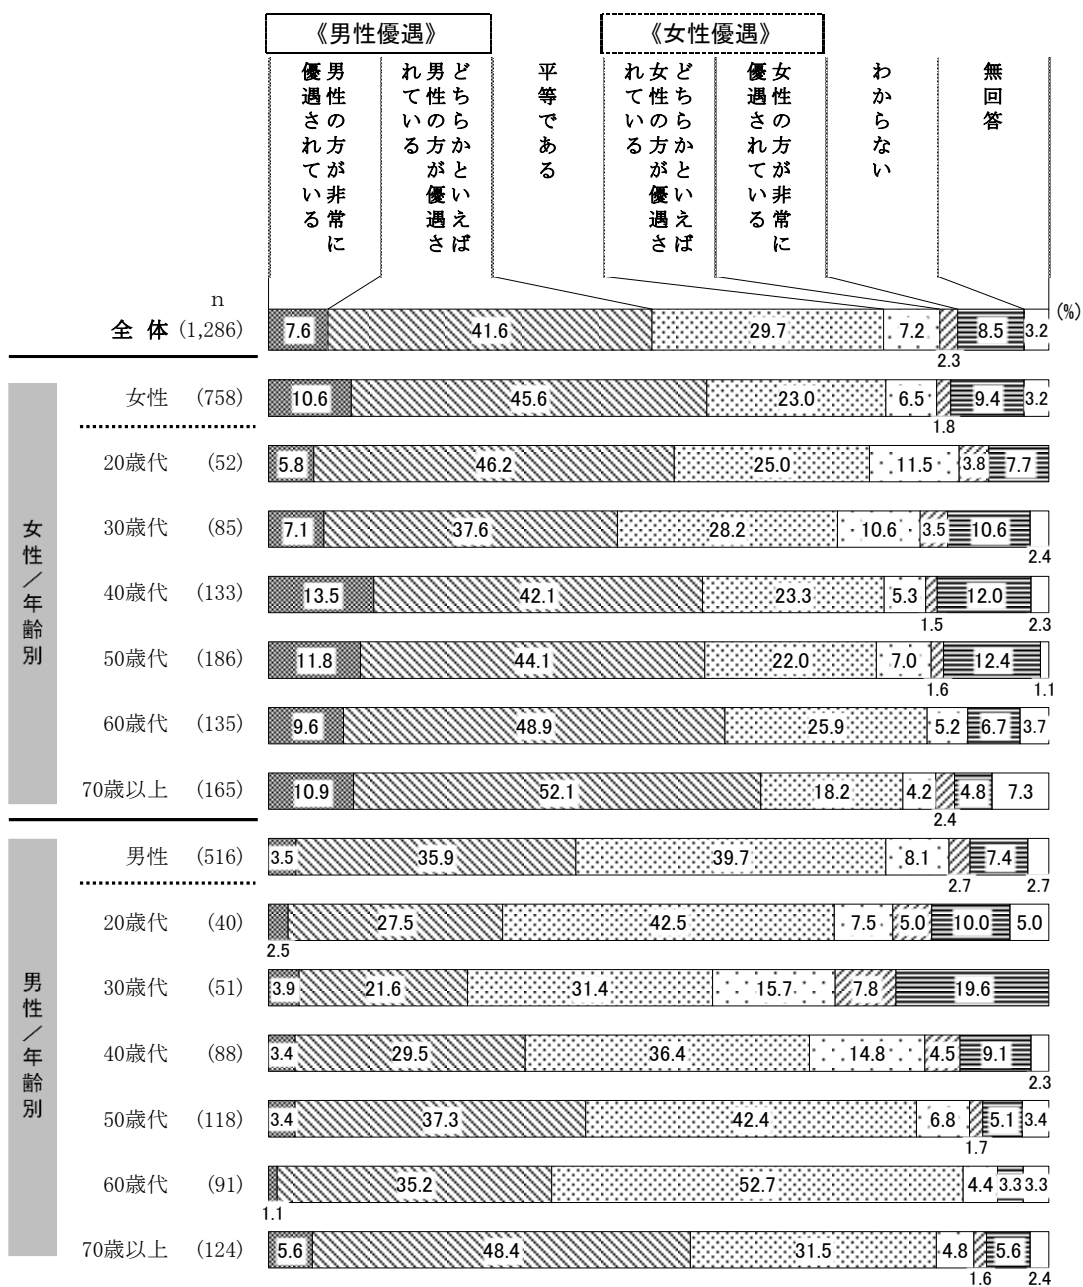 《男性優遇》 《女性優遇》
男性の方が非常に
優遇されている
どちらかといえば
男性の方が優遇さ
れている
平等である
どちらかといえば
女性の方が優遇さ
れている
女性の方が非常に
優遇されている
わからない
無回答
n
(%)
全 体 (1,286) 7.6 41.6 29.7 7.2 8.5 3.2
2.3
女性 (758) 10.6 45.6 23.0 6.5 9.4 3.2
1.8
20歳代 (52) 5.8 46.2 25.0 11.5 3.8 7.7
30歳代 (85) 7.1 37.6 28.2 10.6 3.5 10.6
2.4
40歳代 (133) 13.5 42.1 23.3 5.3 12.0
1.5 2.3
50歳代 (186) 11.8 44.1 22.0 7.0 12.4
1.6 1.1
60歳代 (135) 9.6 48.9 25.9 5.2 6.7 3.7
70歳以上 (165) 10.9 52.1 18.2 4.2 4.8 7.3
2.4
女性／年齢別
男性 (516) 3.5 35.9 39.7 8.1 7.4
2.7 2.7
20歳代 (40) 27.5 42.5 7.5 5.0 10.0 5.0
2.5
30歳代 (51) 3.9 21.6 31.4 15.7 7.8 19.6
40歳代 (88) 3.4 29.5 36.4 14.8 4.5 9.1
2.3
50歳代 (118) 3.4 37.3 42.4 6.8 5.1 3.4
1.7
60歳代 (91) 35.2 52.7 4.4 3.3 3.3
1.1
70歳以上 (124) 5.6 48.4 31.5 4.8 5.6
1.6 2.4
男性／年齢別